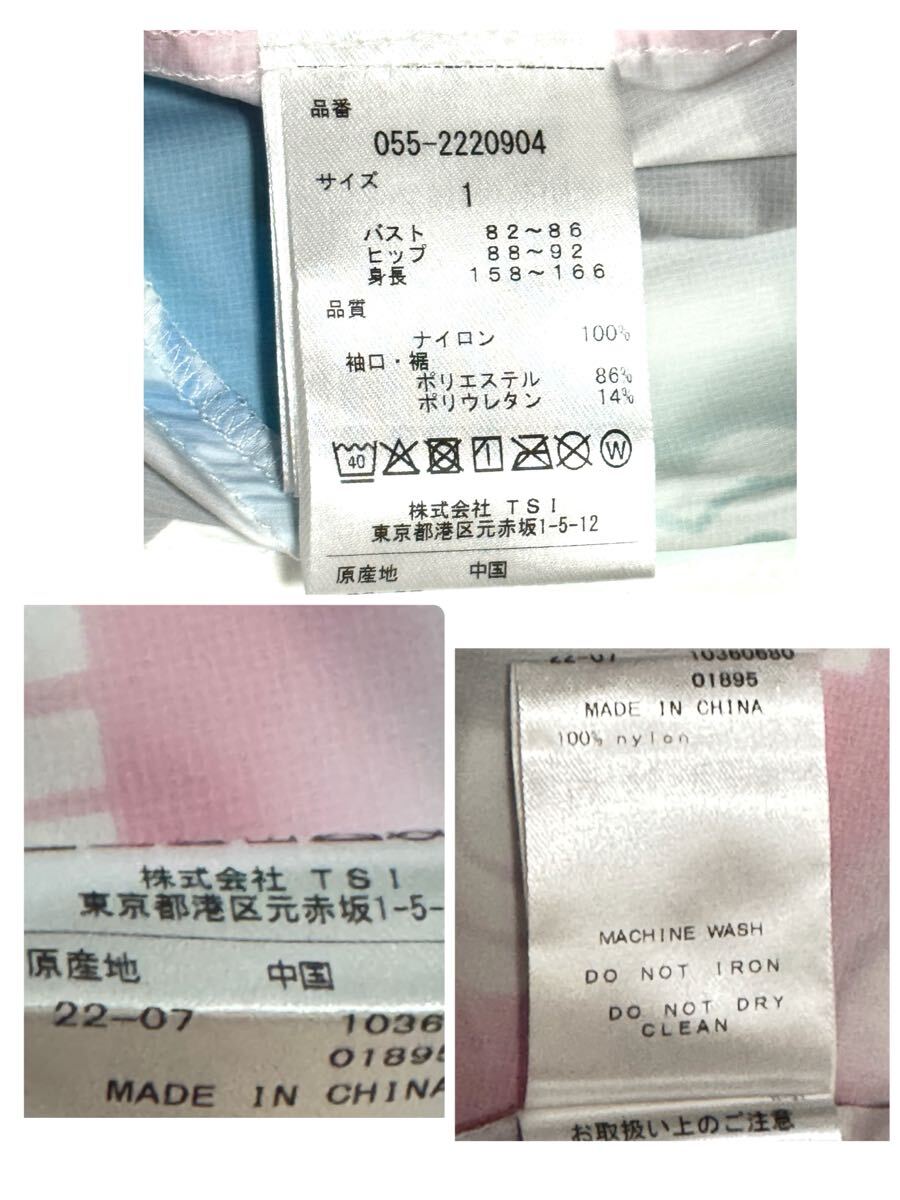 品番
055-2220904
サイズ
1
バスト 82～86
ヒップ 88～92
身長 158～166
品質
ナイロン 100%
袖口・裾
ポリエステル 86%
ポリウレタン 14%
40
W
株式会社 TSI
東京都港区元赤坂1-5-12
原産地 中国
株式会社 TSI
東京都港区元赤坂1-5-
原産地 中国
22-07 1036
0189
MADE IN CHINA
22-07 10360680
01895
MADE IN CHINA
100% nylon
MACHINE WASH
DO NOT IRON
DO NOT DRY
CLEAN
お取扱い上のご注意